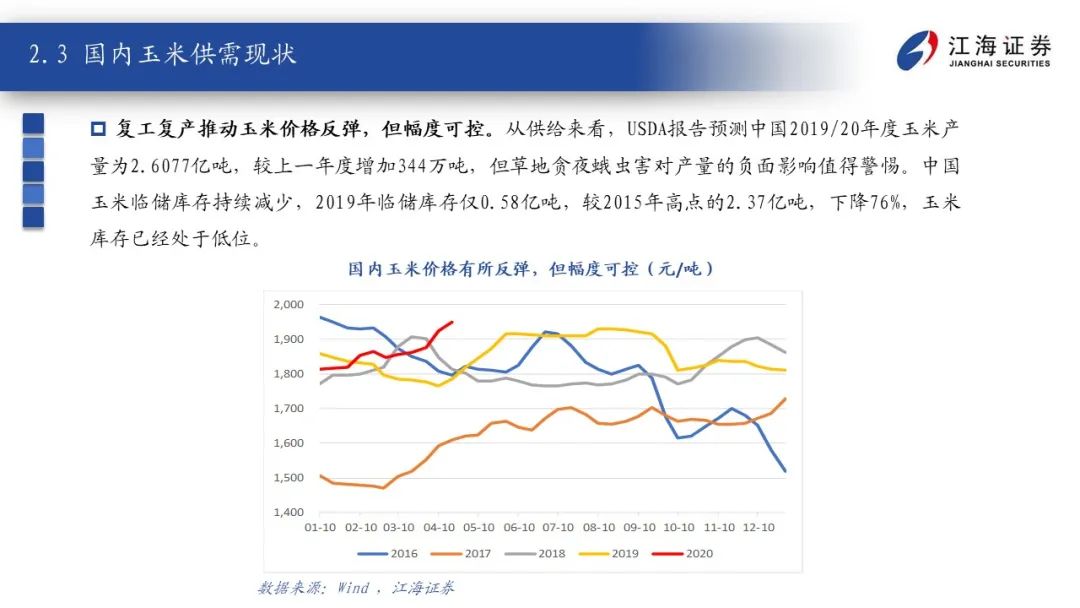 2.3 国内玉米供需现状
江海证券
JIANGHAI SECURITIES
复工复产推动玉米价格反弹，但幅度可控。从供给来看，USDA报告预测中国2019/20年度玉米产
量为2.6077亿吨，较上一年度增加344万吨，但草地贪夜蛾虫害对产量的负面影响值得警惕。中国
玉米临储库存持续减少，2019年临储库存仅0.58亿吨，较2015年高点的2.37亿吨，下降76%，玉米
库存已经处于低位。
国内玉米价格有所反弹，但幅度可控（元/吨）
2,000
1,900
1,800
1,700
1,600
1,500
1,400
01-10 02-10 03-10 04-10 05-10 06-10 07-10 08-10 09-10 10-10 11-10 12-10
2016 2017 2018 2019 2020
数据来源：Wind ，江海证券